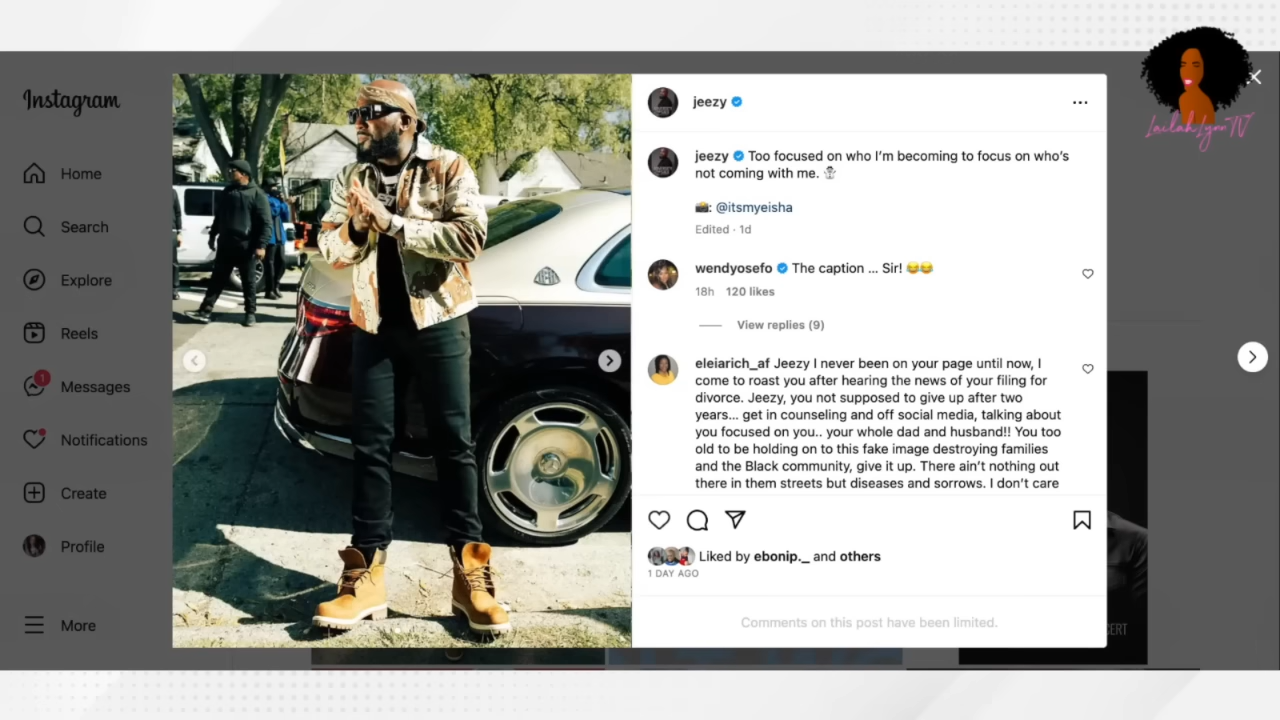 Instagram
Home
Search
Explore
Reels
1
Messages
Notifications
Create
Profile
More
jeezy
jeezy Too focused on who I'm becoming to focus on who's
not coming with me. ☃️
📸: @itsmyeisha
Edited · 1d
wendyosefo The caption ... Sir! 😂😂
18h 120 likes
View replies (9)
eleiarich_af Jeezy I never been on your page until now, I
come to roast you after hearing the news of your filing for
divorce. Jeezy, you not supposed to give up after two
years... get in counseling and off social media, talking about
you focused on you.. your whole dad and husband!! You too
old to be holding on to this fake image destroying families
and the Black community, give it up. There ain't nothing out
there in them streets but diseases and sorrows. I don't care
Liked by ebonip._ and others
1 DAY AGO
Comments on this post have been limited.
LailahLynnTV